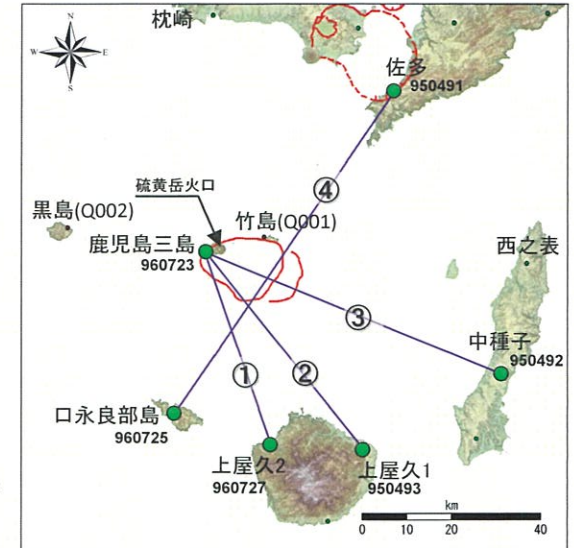 枕崎
N
W
E
S
佐多
950491
④
硫黄岳火口
黒島(Q002)
竹島(Q001)
鹿児島三島
960723
西之表
③
中種子
950492
①
②
口永良部島
960725
上屋久2
960727
上屋久1
950493
km
0 10 20 40